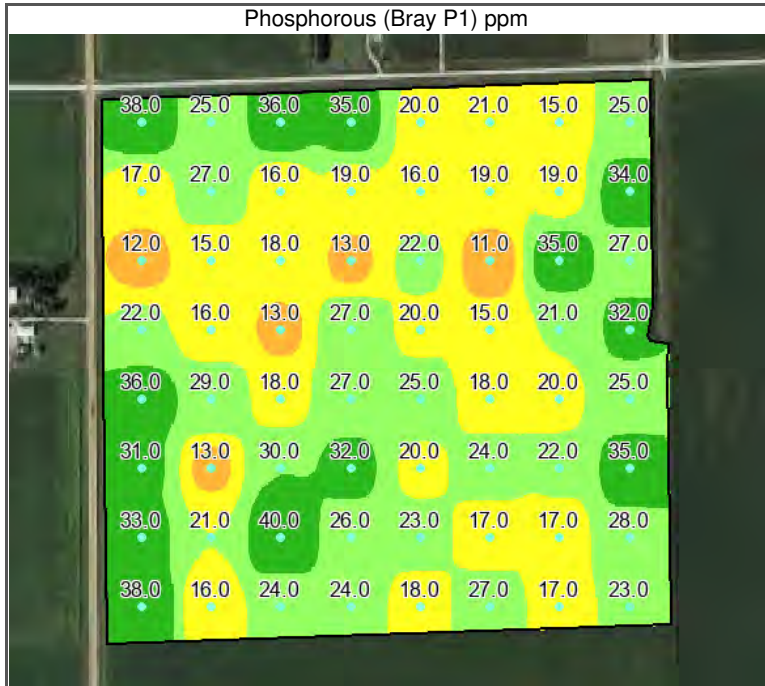 Phosphorous (Bray P1) ppm
38.0 25.0 36.0 35.0 20.0 21.0 15.0 25.0
17.0 27.0 16.0 19.0 16.0 19.0 19.0 34.0
12.0 15.0 18.0 13.0 22.0 11.0 35.0 27.0
22.0 16.0 13.0 27.0 20.0 15.0 21.0 32.0
36.0 29.0 18.0 27.0 25.0 18.0 20.0 25.0
31.0 13.0 30.0 32.0 20.0 24.0 22.0 35.0
33.0 21.0 40.0 26.0 23.0 17.0 17.0 28.0
38.0 16.0 24.0 24.0 18.0 27.0 17.0 23.0